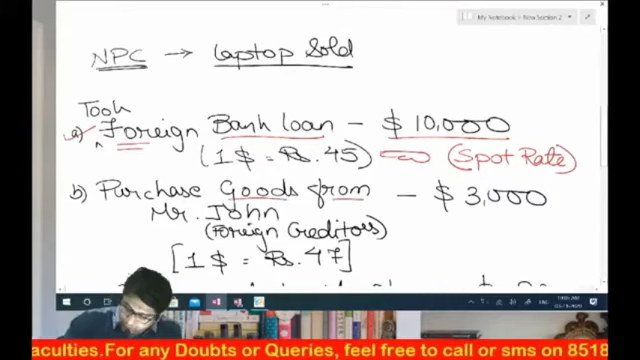 My Notebook » New Section 2
NPC → Laptop Sold
Took
a) Foreign Bank loan – $ 10,000
(1 $ = Rs. 45) (Spot Rate)
b) Purchase Goods from – $ 3,000
Mr. John
(Foreign Creditors)
[1 $ = Rs. 47]
ENG
aculties.For any Doubts or Queries, feel free to call or sms on 8518